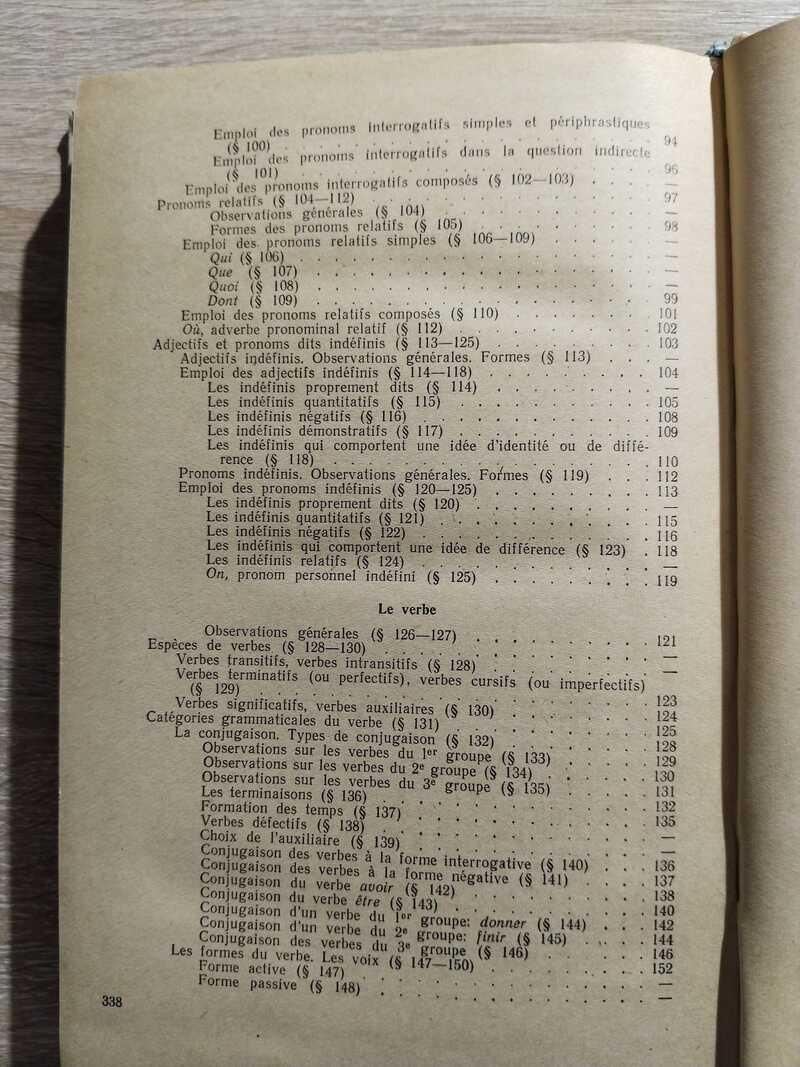 Emploi des pronoms interrogatifs simples et périphrastiques
(§ 100) . . . . . . . . . . 94
Emploi des pronoms interrogatifs dans la question indirecte
(§ 101) . . . . . . . . . . 96
Emploi des pronoms interrogatifs composés (§ 102—103) . . . . —
Pronoms relatifs (§ 104—112) . . . . . . . . . . 97
Observations générales (§ 104) . . . . . . . . . . —
Formes des pronoms relatifs (§ 105) . . . . . . . . . . 98
Emploi des pronoms relatifs simples (§ 106—109) . . . . . . —
Qui (§ 106) . . . . . . . . . . —
Que (§ 107) . . . . . . . . . . —
Quoi (§ 108) . . . . . . . . . . —
Dont (§ 109) . . . . . . . . . . 99
Emploi des pronoms relatifs composés (§ 110) . . . . . . . . 101
Où, adverbe pronominal relatif (§ 112) . . . . . . . . . . 102
Adjectifs et pronoms dits indéfinis (§ 113—125) . . . . . . . . 103
Adjectifs indéfinis. Observations générales. Formes (§ 113) . . . —
Emploi des adjectifs indéfinis (§ 114—118) . . . . . . . . . 104
Les indéfinis proprement dits (§ 114) . . . . . . . . . —
Les indéfinis quantitatifs (§ 115) . . . . . . . . . . 105
Les indéfinis négatifs (§ 116) . . . . . . . . . . 108
Les indéfinis démonstratifs (§ 117) . . . . . . . . . . 109
Les indéfinis qui comportent une idée d'identité ou de diffé-
rence (§ 118) . . . . . . . . . . 110
Pronoms indéfinis. Observations générales. Formes (§ 119) . . . 112
Emploi des pronoms indéfinis (§ 120—125) . . . . . . . . . . 113
Les indéfinis proprement dits (§ 120) . . . . . . . . . —
Les indéfinis quantitatifs (§ 121) . . . . . . . . . . 115
Les indéfinis négatifs (§ 122) . . . . . . . . . . 116
Les indéfinis qui comportent une idée de différence (§ 123) . 118
Les indéfinis relatifs (§ 124) . . . . . . . . . .
On, pronom personnel indéfini (§ 125) . . . . . . . . . 119
Le verbe
Observations générales (§ 126—127) . . . . . . . . . . 121
Espèces de verbes (§ 128—130) . . . . . . . . . .
Verbes transitifs, verbes intransitifs (§ 128) . . . . . . . . —
Verbes terminatifs (ou perfectifs), verbes cursifs (ou imperfectifs)
(§ 129) . . . . . . . . . .
Verbes significatifs, verbes auxiliaires (§ 130) . . . . . . . 123
Catégories grammaticales du verbe (§ 131) . . . . . . . . . 124
La conjugaison. Types de conjugaison (§ 132) . . . . . . . . 125
Observations sur les verbes du 1er groupe (§ 133) . . . . . . 128
Observations sur les verbes du 2e groupe (§ 134) . . . . . . 129
Observations sur les verbes du 3e groupe (§ 135) . . . . . . 130
Les terminaisons (§ 136) . . . . . . . . . . 131
Formation des temps (§ 137) . . . . . . . . . . 132
Verbes défectifs (§ 138) . . . . . . . . . . 135
Choix de l'auxiliaire (§ 139) . . . . . . . . . . —
Conjugaison des verbes à la forme interrogative (§ 140) . . . —
Conjugaison des verbes à la forme négative (§ 141) . . . . 136
Conjugaison du verbe avoir (§ 142) . . . . . . . . . . 137
Conjugaison du verbe être (§ 143) . . . . . . . . . . 138
Conjugaison d'un verbe du 1er groupe: donner (§ 144) . . . 140
Conjugaison d'un verbe du 2e groupe: finir (§ 145) . . . . 142
Conjugaison des verbes du 3e groupe (§ 146) . . . . . . 144
Les formes du verbe. Les voix (§ 147—150) . . . . . . . . . 146
Forme active (§ 147) . . . . . . . . . . 152
Forme passive (§ 148) . . . . . . . . . . —
338